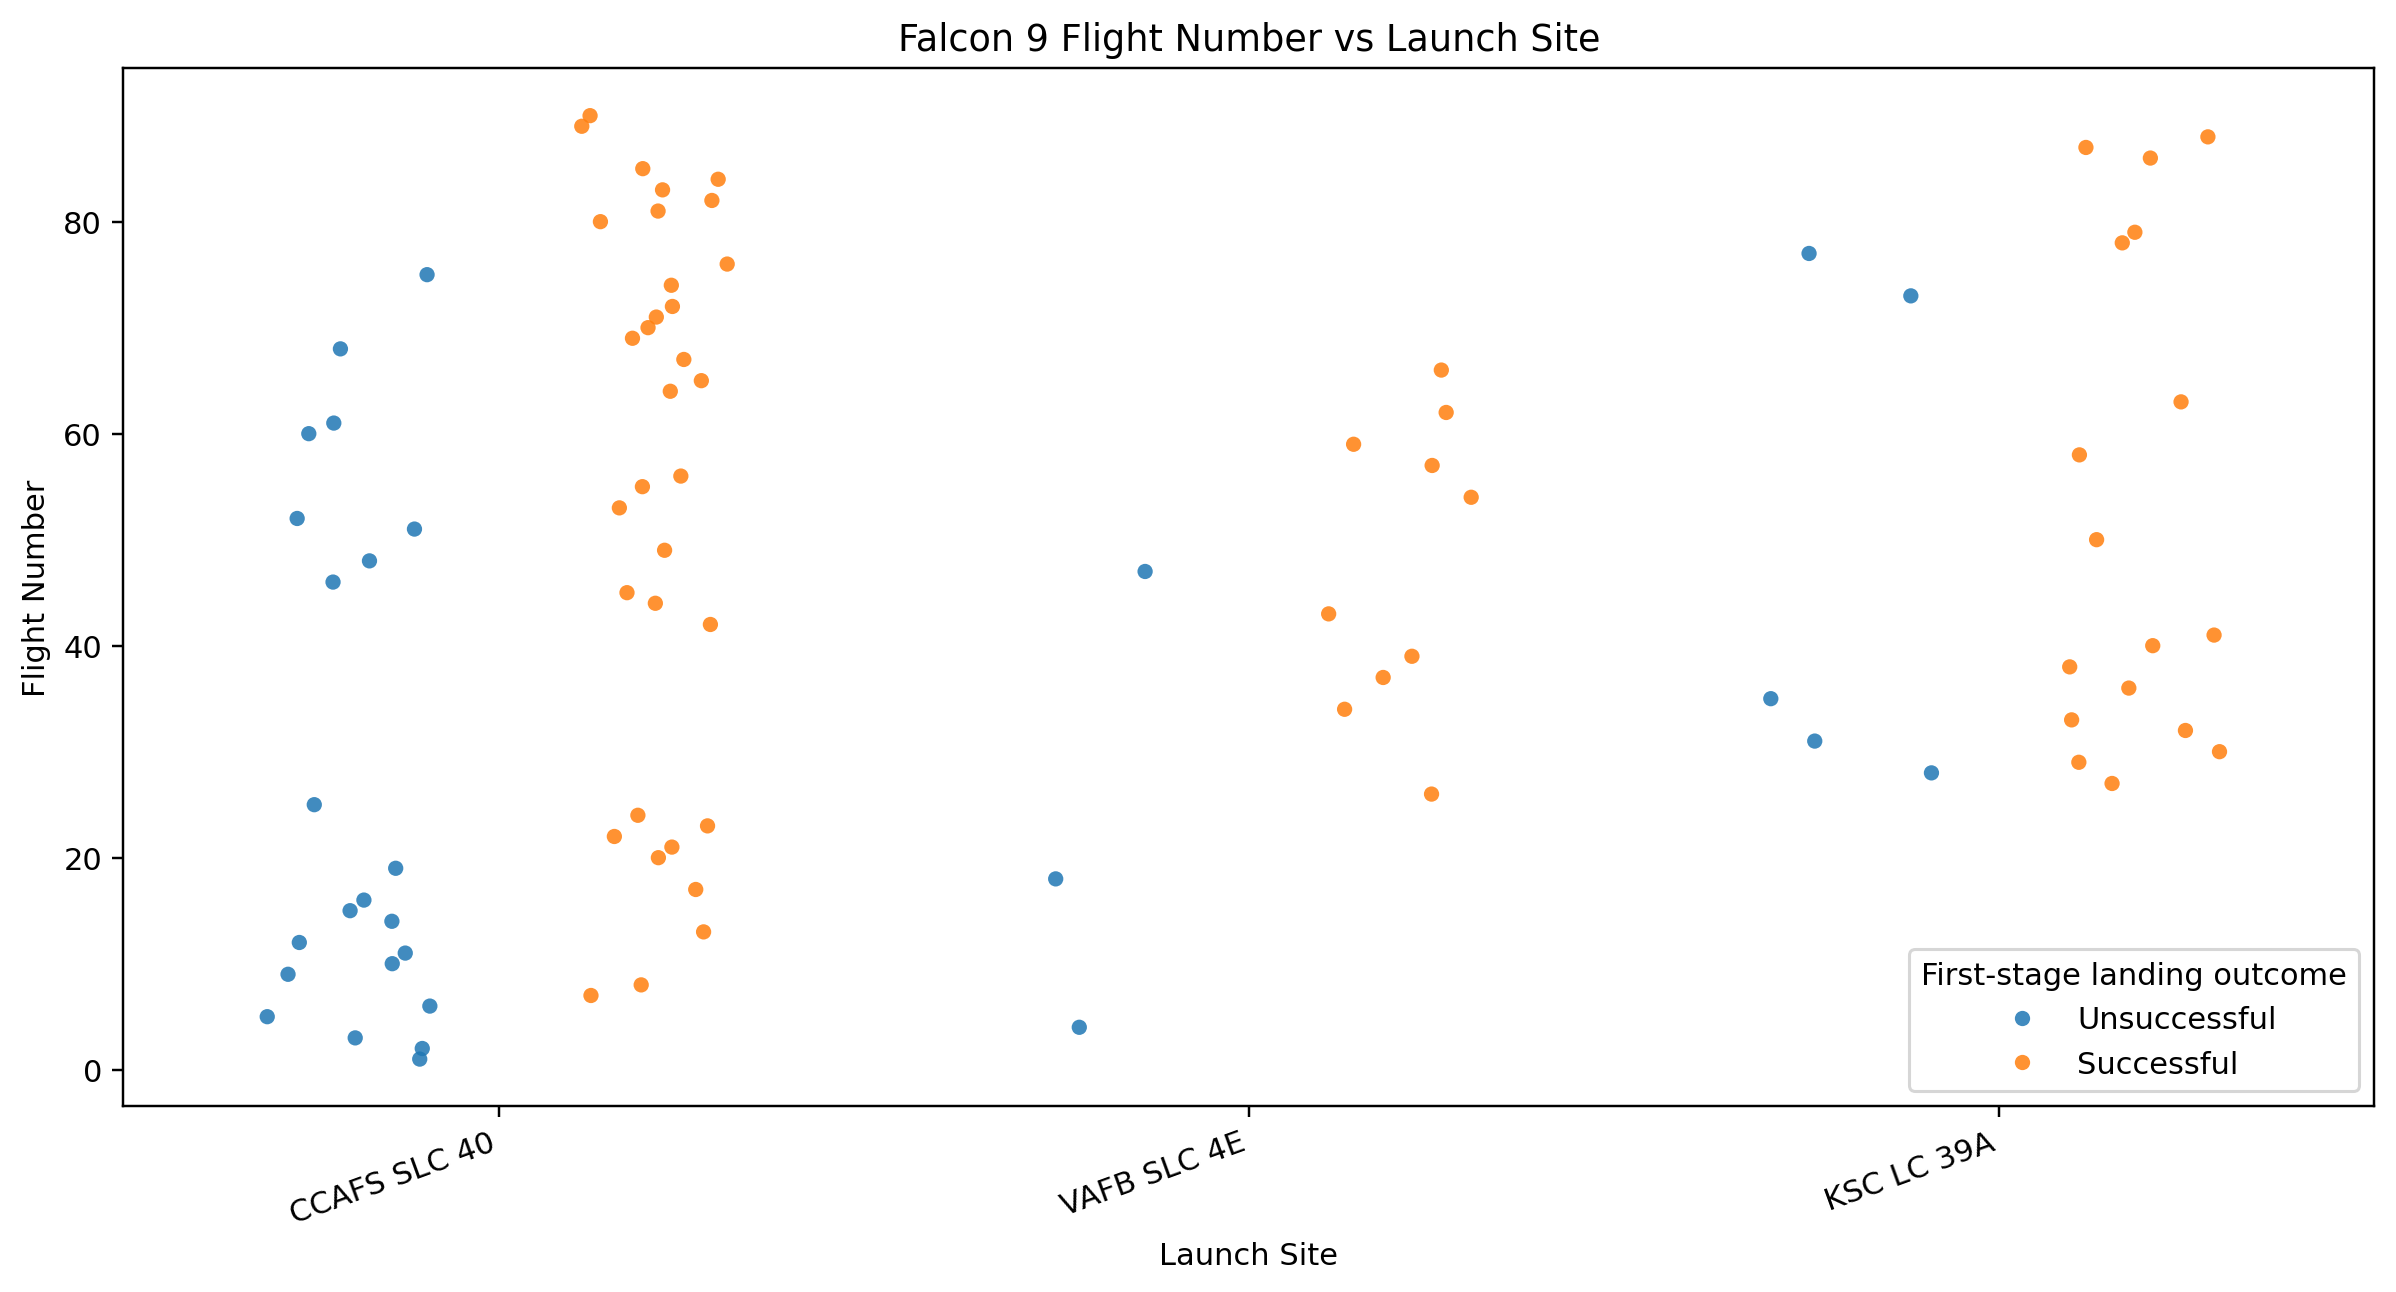 Falcon 9 Flight Number vs Launch Site
Flight Number
80
60
40
20
0
First-stage landing outcome
Unsuccessful
Successful
CCAFS SLC 40
VAFB SLC 4E
KSC LC 39A
Launch Site